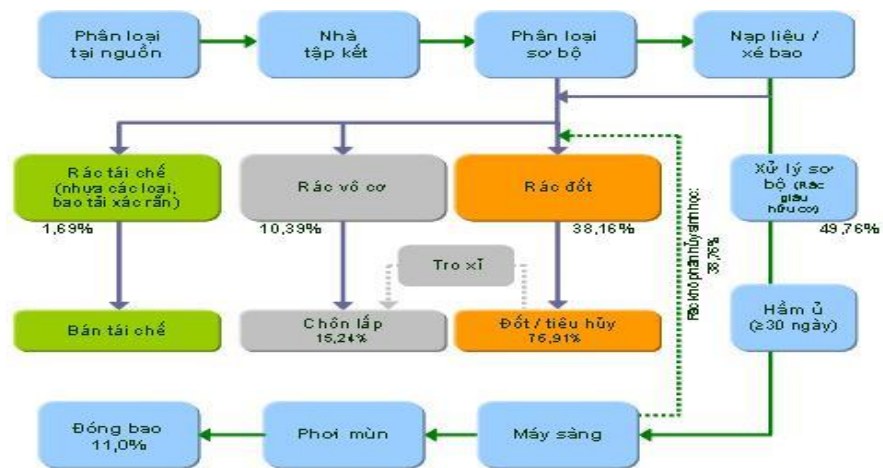 Phân loại
tại nguồn
Nhà
tập kết
Phân loại
sơ bộ
Nạp liệu /
xé bao
Rác tái chế
(nhựa các loại,
bao tải xác rắn)
1,69%
Rác vô cơ
10,39%
Rác đốt
38,16%
Rác khó phân hủy sinh học:
38,76%
Xử lý sơ
bộ (Rác
giàu
hữu cơ)
49,76%
Tro xỉ
Bán tái chế
Chôn lấp
15,24%
Đốt / tiêu hủy
76,91%
Hầm ủ
(≥30 ngày)
Đóng bao
11,0%
Phơi mùn
Máy sàng